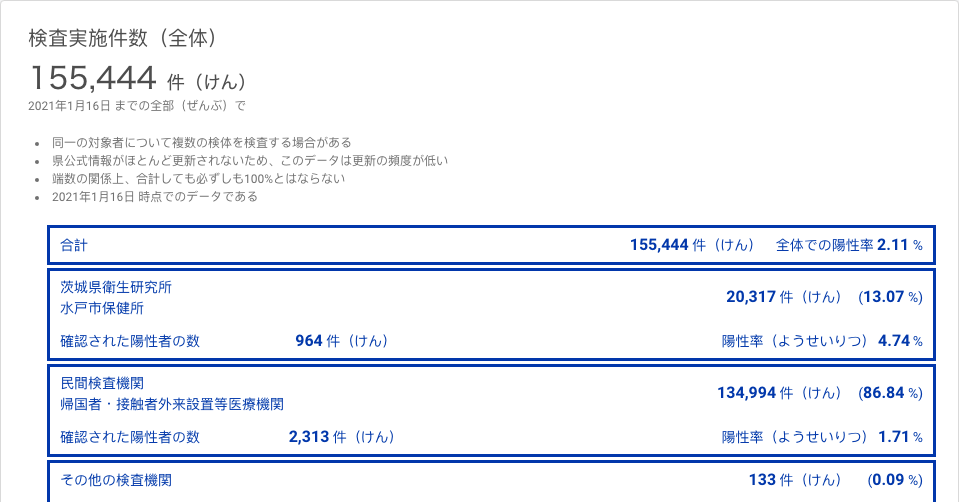 検査実施件数（全体）
155,444 件（けん）
2021年1月16日 までの全部（ぜんぶ）で
同一の対象者について複数の検体を検査する場合がある
県公式情報がほとんど更新されないため、このデータは更新の頻度が低い
端数の関係上、合計しても必ずしも100%とはならない
2021年1月16日 時点でのデータである
合計 155,444 件（けん） 全体での陽性率 2.11 %
茨城県衛生研究所
水戸市保健所
20,317 件（けん） (13.07 %)
確認された陽性者の数 964 件（けん） 陽性率（ようせいりつ） 4.74 %
民間検査機関
帰国者・接触者外来設置等医療機関
134,994 件（けん） (86.84 %)
確認された陽性者の数 2,313 件（けん） 陽性率（ようせいりつ） 1.71 %
その他の検査機関 133 件（けん） (0.09 %)